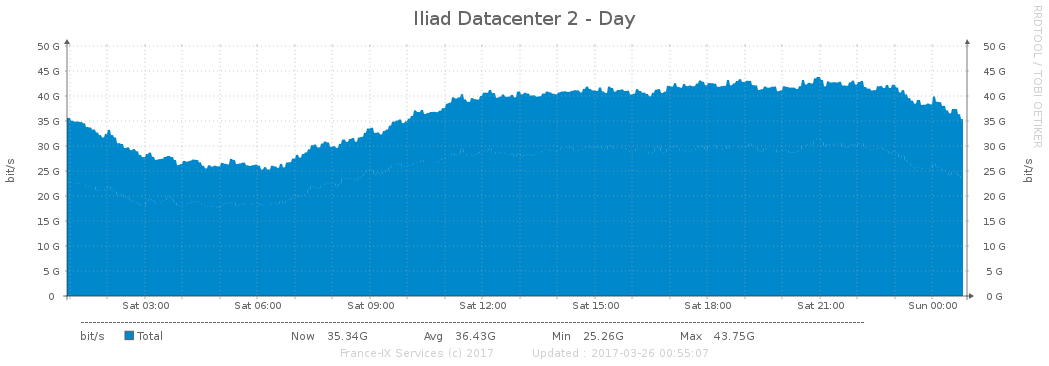 Iliad Datacenter 2 - Day
RRDTOOL / TOBI OETIKER
50 G 50 G
45 G 45 G
40 G 40 G
35 G 35 G
30 G 30 G
25 G 25 G
20 G 20 G
15 G 15 G
10 G 10 G
5 G 5 G
0 0 G
bit/s bit/s
Sat 03:00 Sat 06:00 Sat 09:00 Sat 12:00 Sat 15:00 Sat 18:00 Sat 21:00 Sun 00:00
bit/s Total Now 35.34G Avg 36.43G Min 25.26G Max 43.75G
France-IX Services (c) 2017 Updated : 2017-03-26 00:55:07